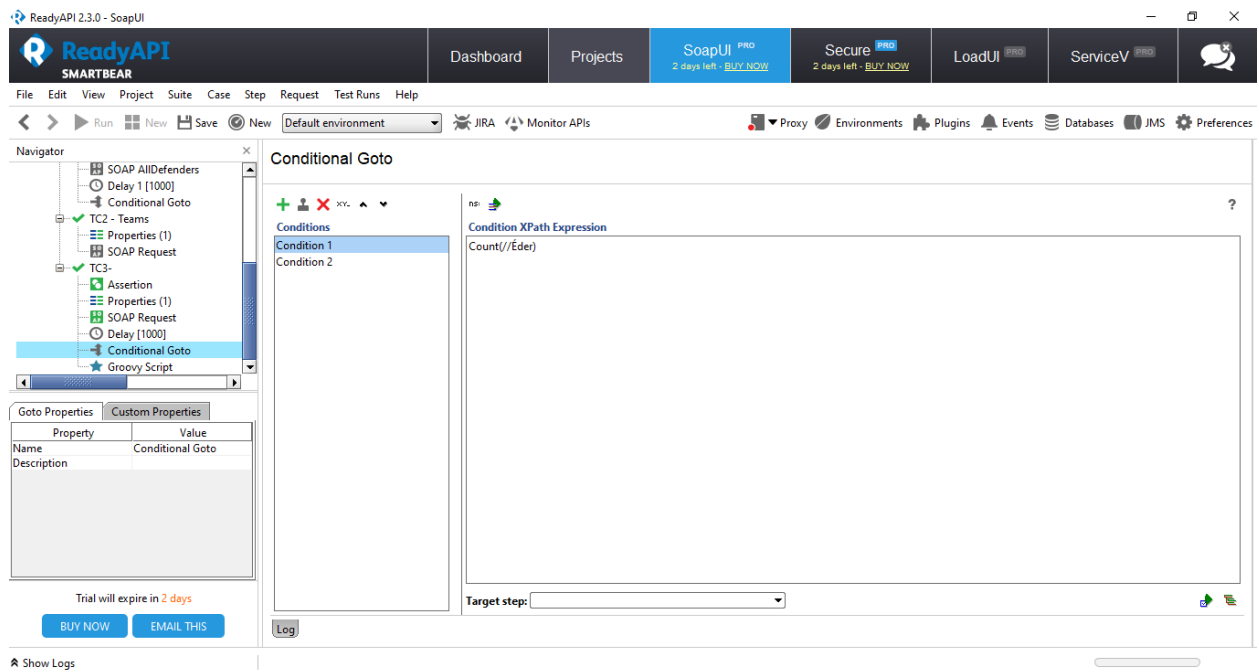 ReadyAPI 2.3.0 - SoapUI
ReadyAPI
SMARTBEAR
Dashboard
Projects
SoapUI PRO
2 days left - BUY NOW
Secure PRO
2 days left - BUY NOW
LoadUI PRO
ServiceV PRO
File Edit View Project Suite Case Step Request Test Runs Help
Run New Save New Default environment JIRA Monitor APIs Proxy Environments Plugins Events Databases JMS Preferences
Navigator
SOAP AllDefenders
Delay 1 [1000]
Conditional Goto
TC2 - Teams
Properties (1)
SOAP Request
TC3-
Assertion
Properties (1)
SOAP Request
Delay [1000]
Conditional Goto
Groovy Script
Goto Properties Custom Properties
Property Value
Name Conditional Goto
Description
Trial will expire in 2 days
BUY NOW EMAIL THIS
Conditional Goto
Conditions
Condition 1
Condition 2
?
Condition XPath Expression
Count(//Éder)
Target step:
Log
Show Logs